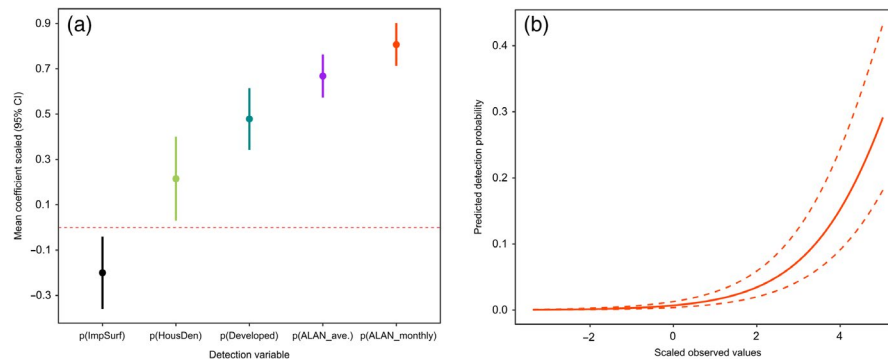 (a)
Mean coefficient scaled (95% CI)
0.9
0.7
0.5
0.3
0.1
−0.1
−0.3
p(ImpSurf) p(HousDen) p(Developed) p(ALAN_ave.) p(ALAN_monthly)
Detection variable
(b)
Predicted detection probability
0.4
0.3
0.2
0.1
0.0
−2 0 2 4
Scaled observed values